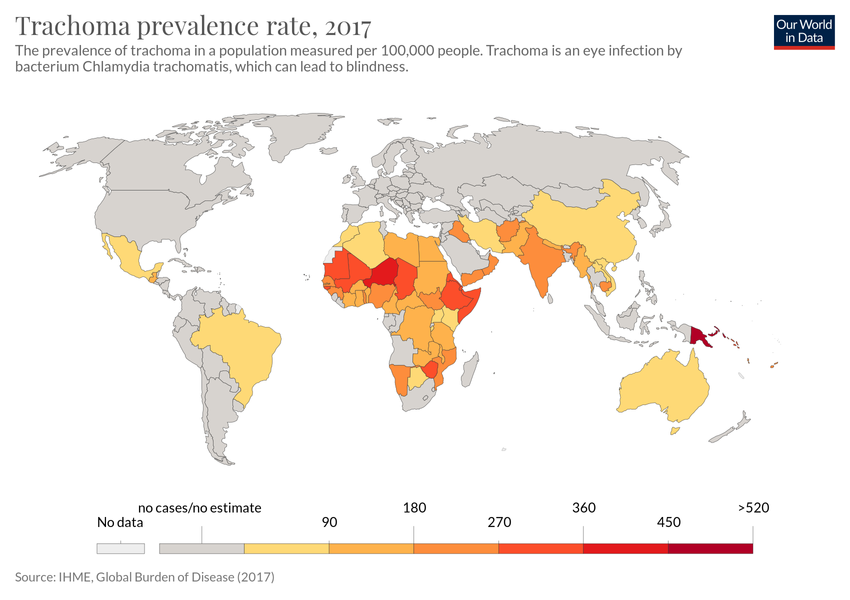 Trachoma prevalence rate, 2017
The prevalence of trachoma in a population measured per 100,000 people. Trachoma is an eye infection by
bacterium Chlamydia trachomatis, which can lead to blindness.
Our World
in Data
no cases/no estimate 180 360 >520
No data 90 270 450
Source: IHME, Global Burden of Disease (2017)